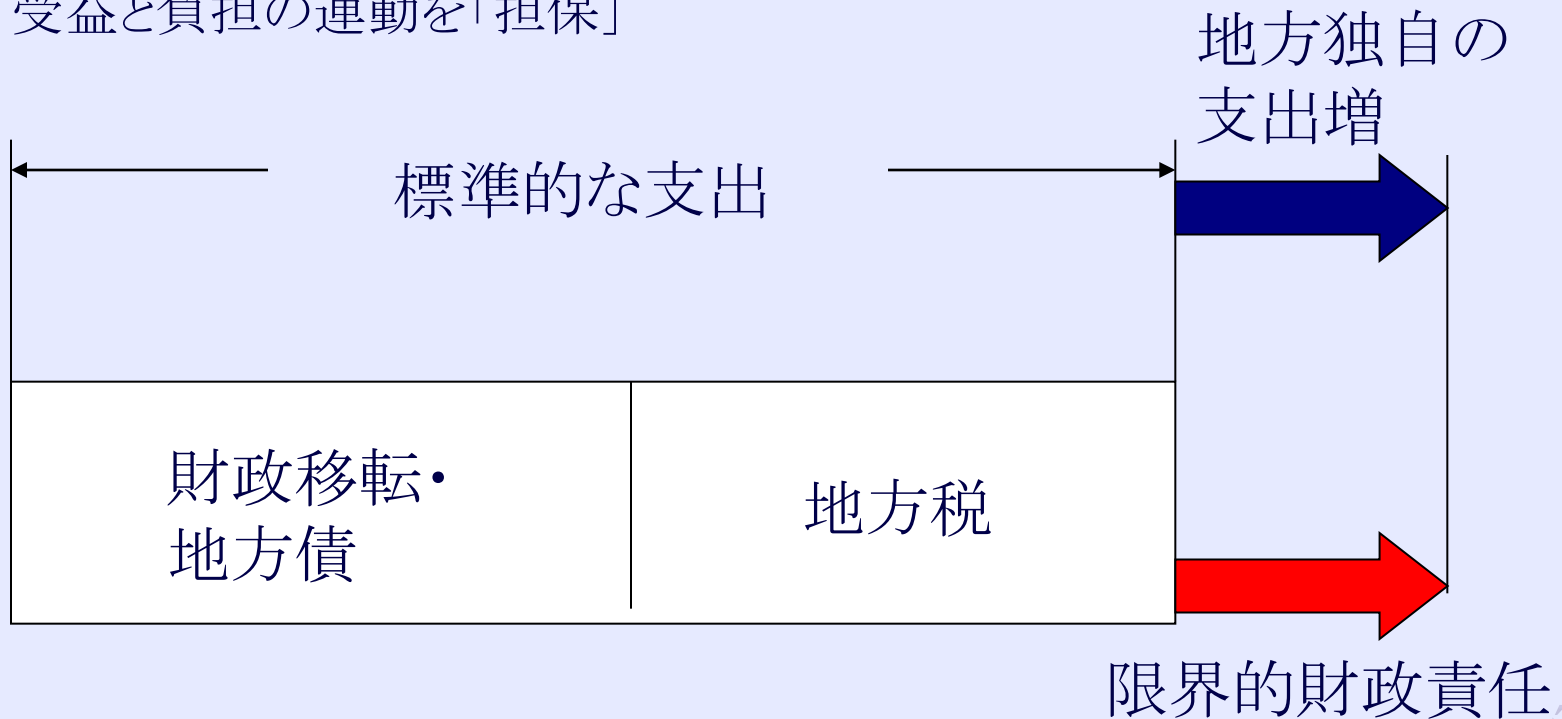 受益と負担の連動を「担保」
地方独自の
支出増
標準的な支出
財政移転・
地方債
地方税
限界的財政責任